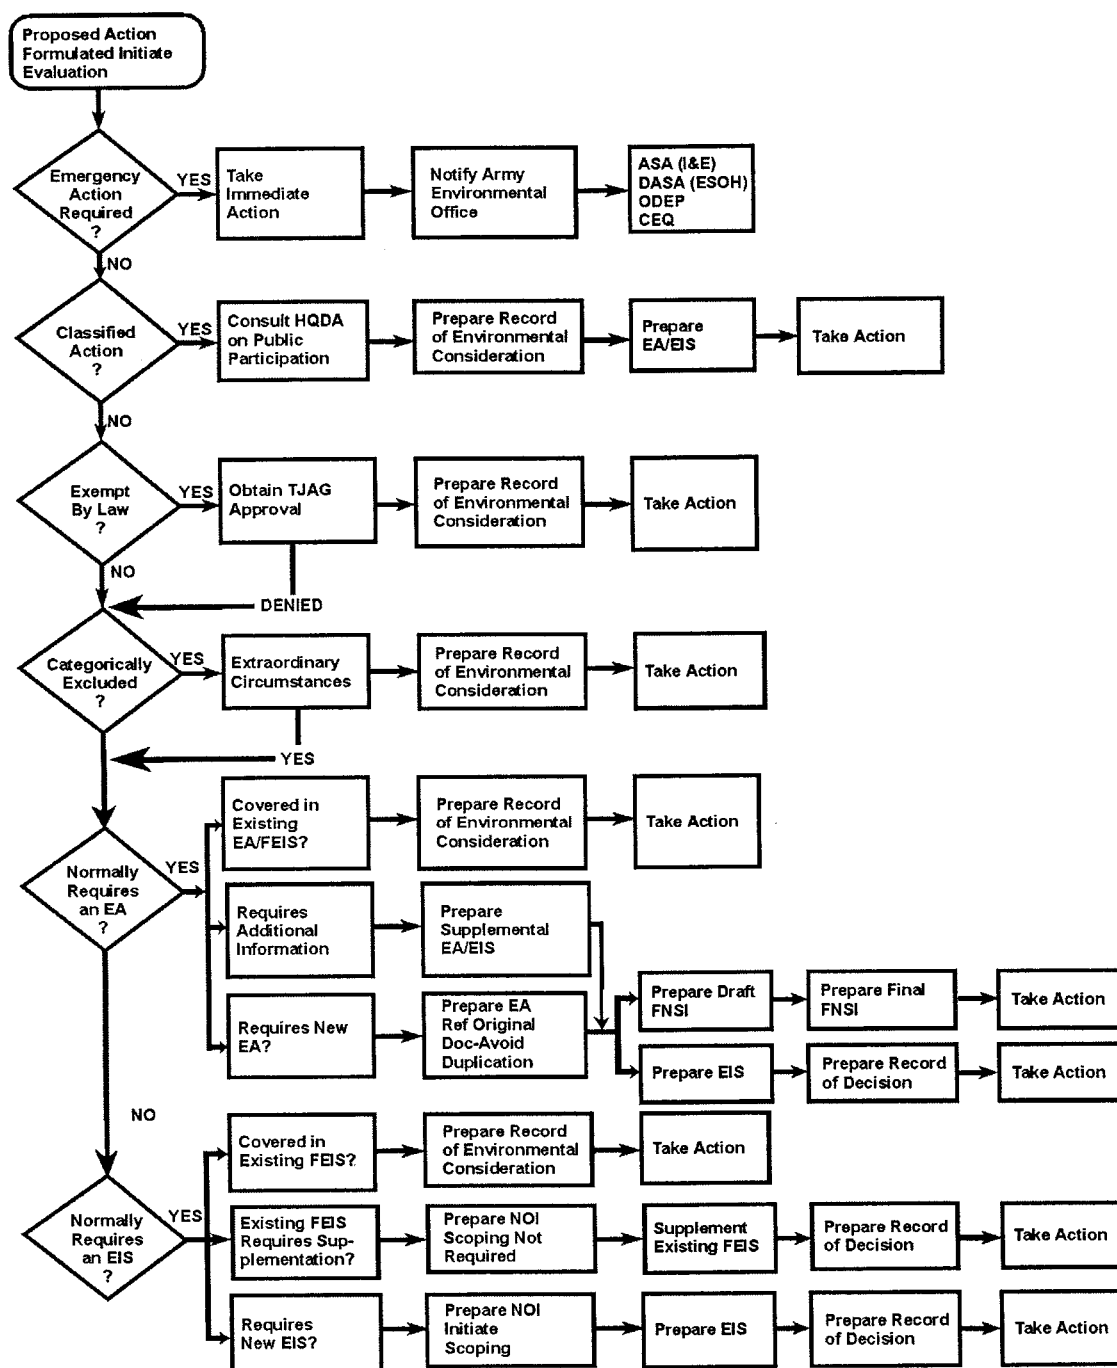 Proposed Action
Formulated Initiate
Evaluation
Emergency
Action
Required
?
YES
Take
Immediate
Action
Notify Army
Environmental
Office
ASA (I&E)
DASA (ESOH)
ODEP
CEQ
NO
Classified
Action
?
YES
Consult HQDA
on Public
Participation
Prepare Record
of Environmental
Consideration
Prepare
EA/EIS
Take Action
NO
Exempt
By Law
?
YES
Obtain TJAG
Approval
Prepare Record
of Environmental
Consideration
Take Action
NO
DENIED
Categorically
Excluded
?
YES
Extraordinary
Circumstances
Prepare Record
of Environmental
Consideration
Take Action
YES
Normally
Requires
an EA
?
YES
Covered in
Existing
EA/FEIS?
Prepare Record
of Environmental
Consideration
Take Action
Requires
Additional
Information
Prepare
Supplemental
EA/EIS
Requires New
EA?
Prepare EA
Ref Original
Doc-Avoid
Duplication
Prepare Draft
FNSI
Prepare Final
FNSI
Take Action
Prepare EIS
Prepare Record
of Decision
Take Action
NO
Normally
Requires
an EIS
?
YES
Covered in
Existing FEIS?
Prepare Record
of Environmental
Consideration
Take Action
Existing FEIS
Requires Sup-
plementation?
Prepare NOI
Scoping Not
Required
Supplement
Existing FEIS
Prepare Record
of Decision
Take Action
Requires
New EIS?
Prepare NOI
Initiate
Scoping
Prepare EIS
Prepare Record
of Decision
Take Action